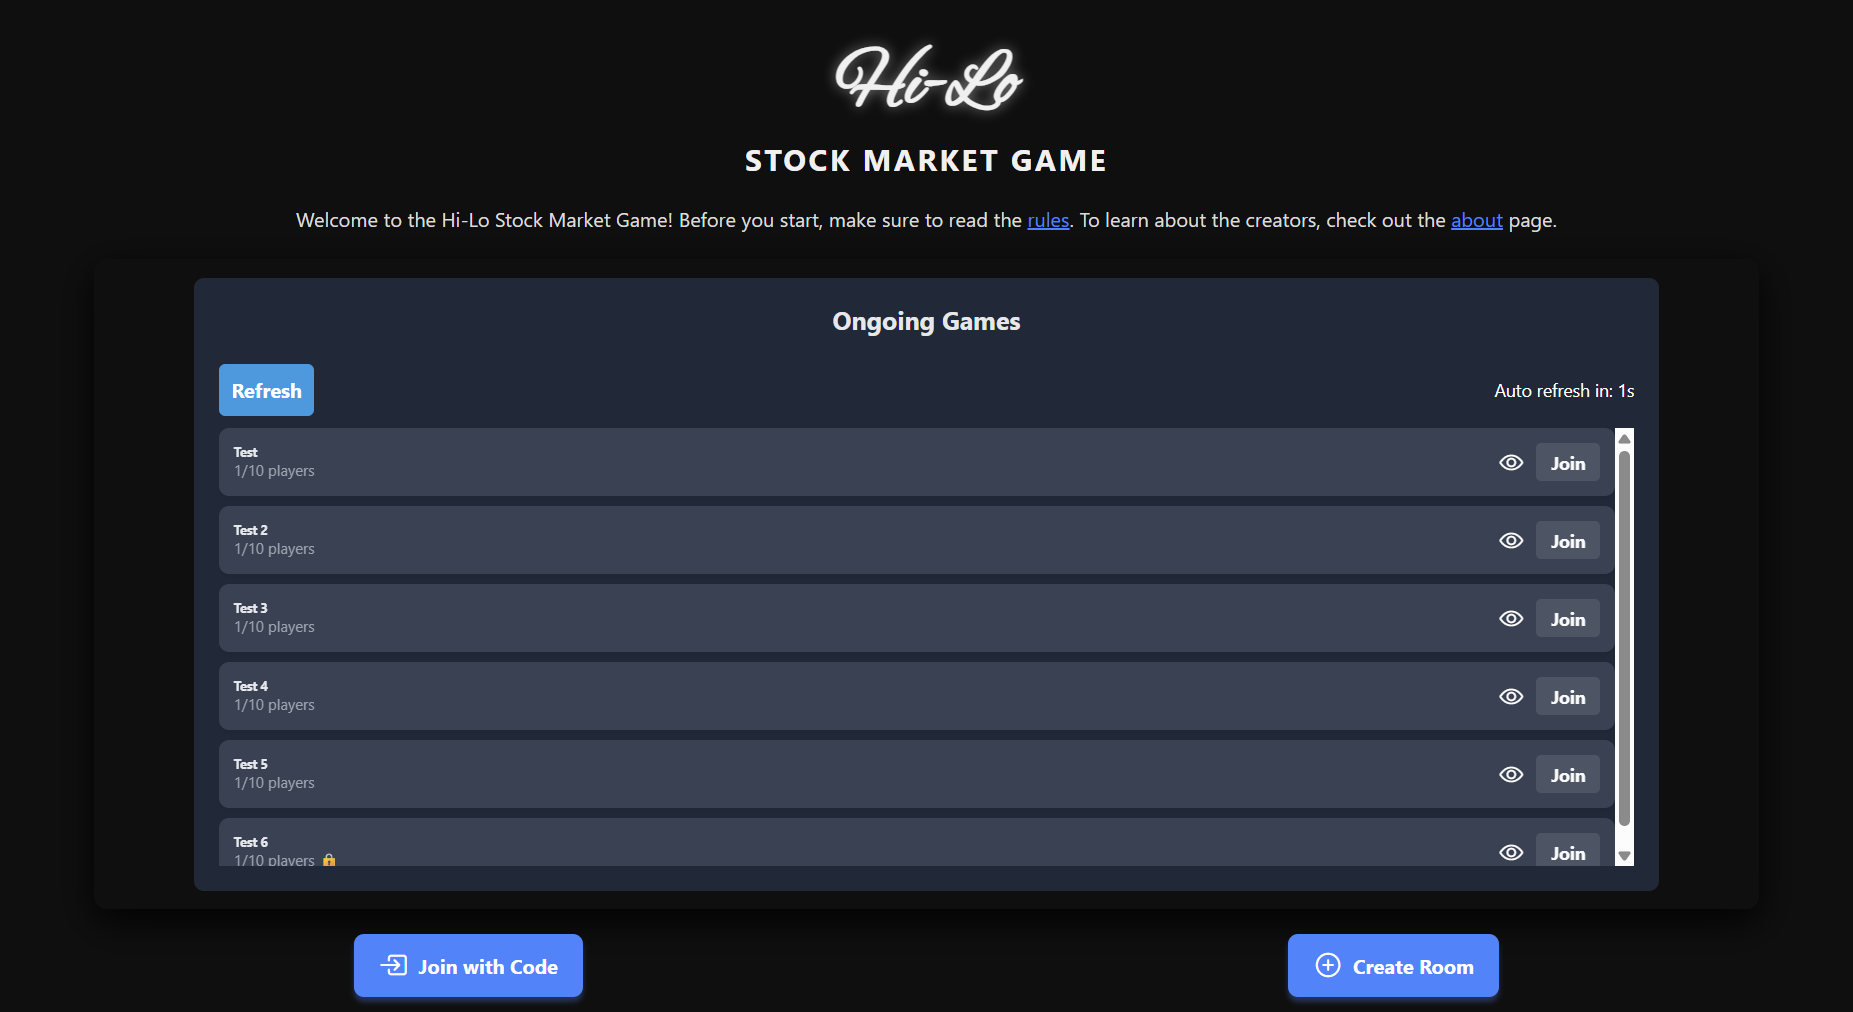 Hi-Lo
STOCK MARKET GAME
Welcome to the Hi-Lo Stock Market Game! Before you start, make sure to read the rules. To learn about the creators, check out the about page.
Ongoing Games
Refresh
Auto refresh in: 1s
Test
1/10 players
Join
Test 2
1/10 players
Join
Test 3
1/10 players
Join
Test 4
1/10 players
Join
Test 5
1/10 players
Join
Test 6
1/10 players
Join
Join with Code
Create Room